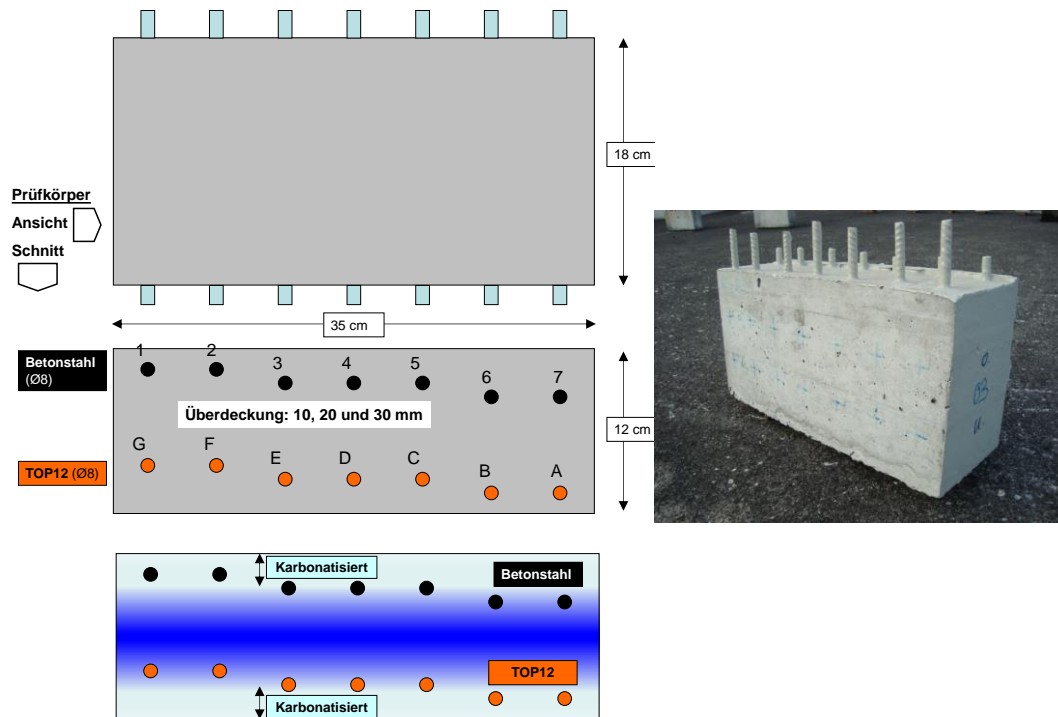 18 cm
Prüfkörper
Ansicht
Schnitt
35 cm
Betonstahl
(Ø8)
1 2 3 4 5 6 7
Überdeckung: 10, 20 und 30 mm
12 cm
G F E D C B A
TOP12 (Ø8)
Karbonatisiert
Betonstahl
TOP12
Karbonatisiert